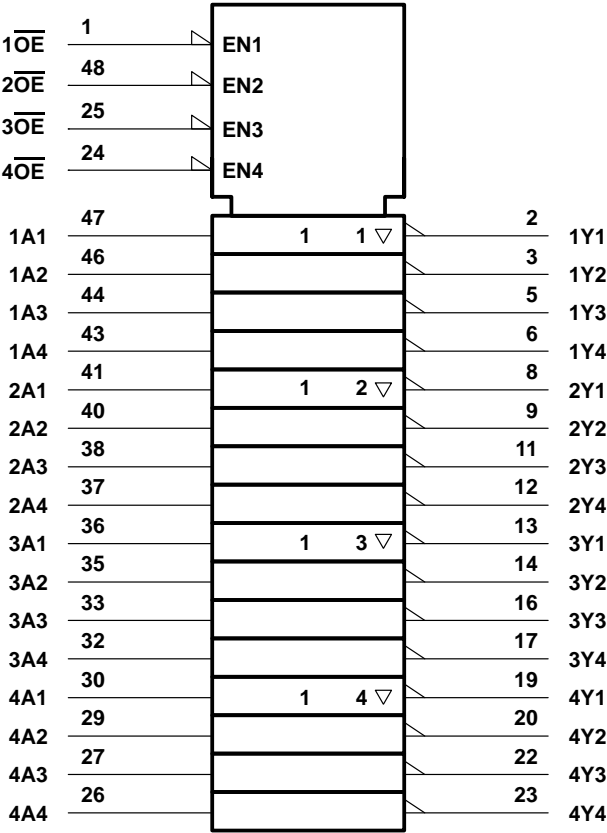 1O̅E̅ 1 EN1
2O̅E̅ 48 EN2
3O̅E̅ 25 EN3
4O̅E̅ 24 EN4
1A1 47 1 1 ▽ 2 1Y1
1A2 46 3 1Y2
1A3 44 5 1Y3
1A4 43 6 1Y4
2A1 41 1 2 ▽ 8 2Y1
2A2 40 9 2Y2
2A3 38 11 2Y3
2A4 37 12 2Y4
3A1 36 1 3 ▽ 13 3Y1
3A2 35 14 3Y2
3A3 33 16 3Y3
3A4 32 17 3Y4
4A1 30 1 4 ▽ 19 4Y1
4A2 29 20 4Y2
4A3 27 22 4Y3
4A4 26 23 4Y4